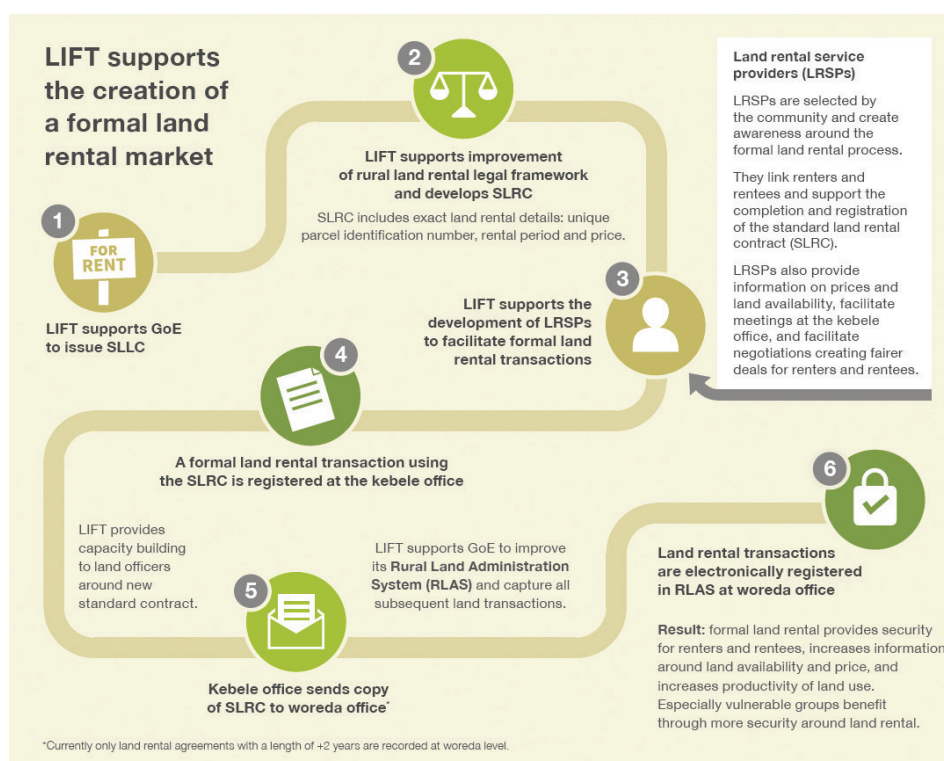 LIFT supports
the creation of
a formal land
rental market
1
FOR
RENT
LIFT supports GoE
to issue SLLC
2
LIFT supports improvement
of rural land rental legal framework
and develops SLRC
SLRC includes exact land rental details: unique
parcel identification number, rental period and price.
3
LIFT supports the
development of LRSPs
to facilitate formal land
rental transactions
Land rental service
providers (LRSPs)
LRSPs are selected by
the community and create
awareness around the
formal land rental process.
They link renters and
rentees and support the
completion and registration
of the standard land rental
contract (SLRC).
LRSPs also provide
information on prices and
land availability, facilitate
meetings at the kebele
office, and facilitate
negotiations creating fairer
deals for renters and rentees.
4
A formal land rental transaction using
the SLRC is registered at the kebele office
LIFT provides
capacity building
to land officers
around new
standard contract.
5
Kebele office sends copy
of SLRC to woreda office*
LIFT supports GoE to improve
its Rural Land Administration
System (RLAS) and capture all
subsequent land transactions.
6
Land rental transactions
are electronically registered
in RLAS at woreda office
Result: formal land rental provides security
for renters and rentees, increases information
around land availability and price, and
increases productivity of land use.
Especially vulnerable groups benefit
through more security around land rental.
*Currently only land rental agreements with a length of +2 years are recorded at woreda level.